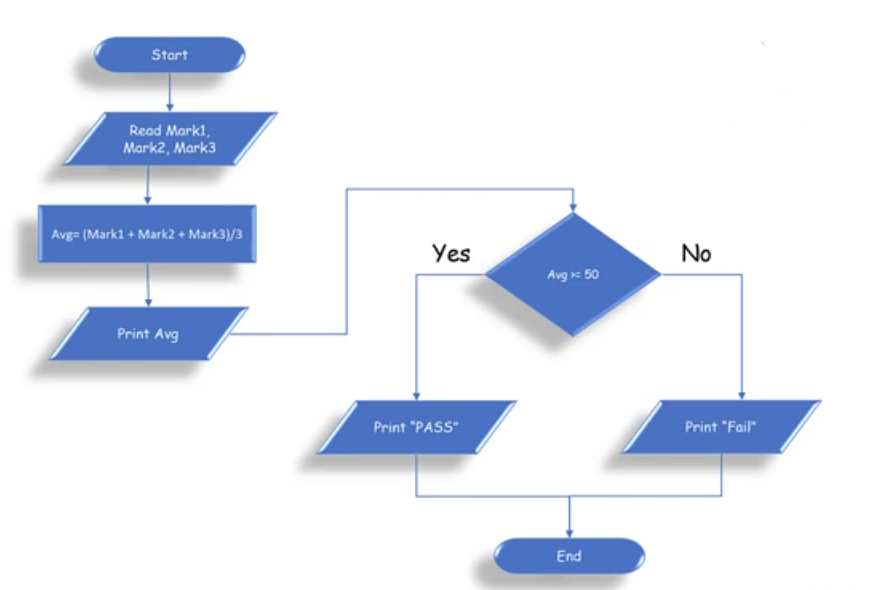 Start
Read Mark1,
Mark2, Mark3
Avg= (Mark1 + Mark2 + Mark3)/3
Print Avg
Avg >= 50
Yes
No
Print “PASS”
Print “Fail”
End